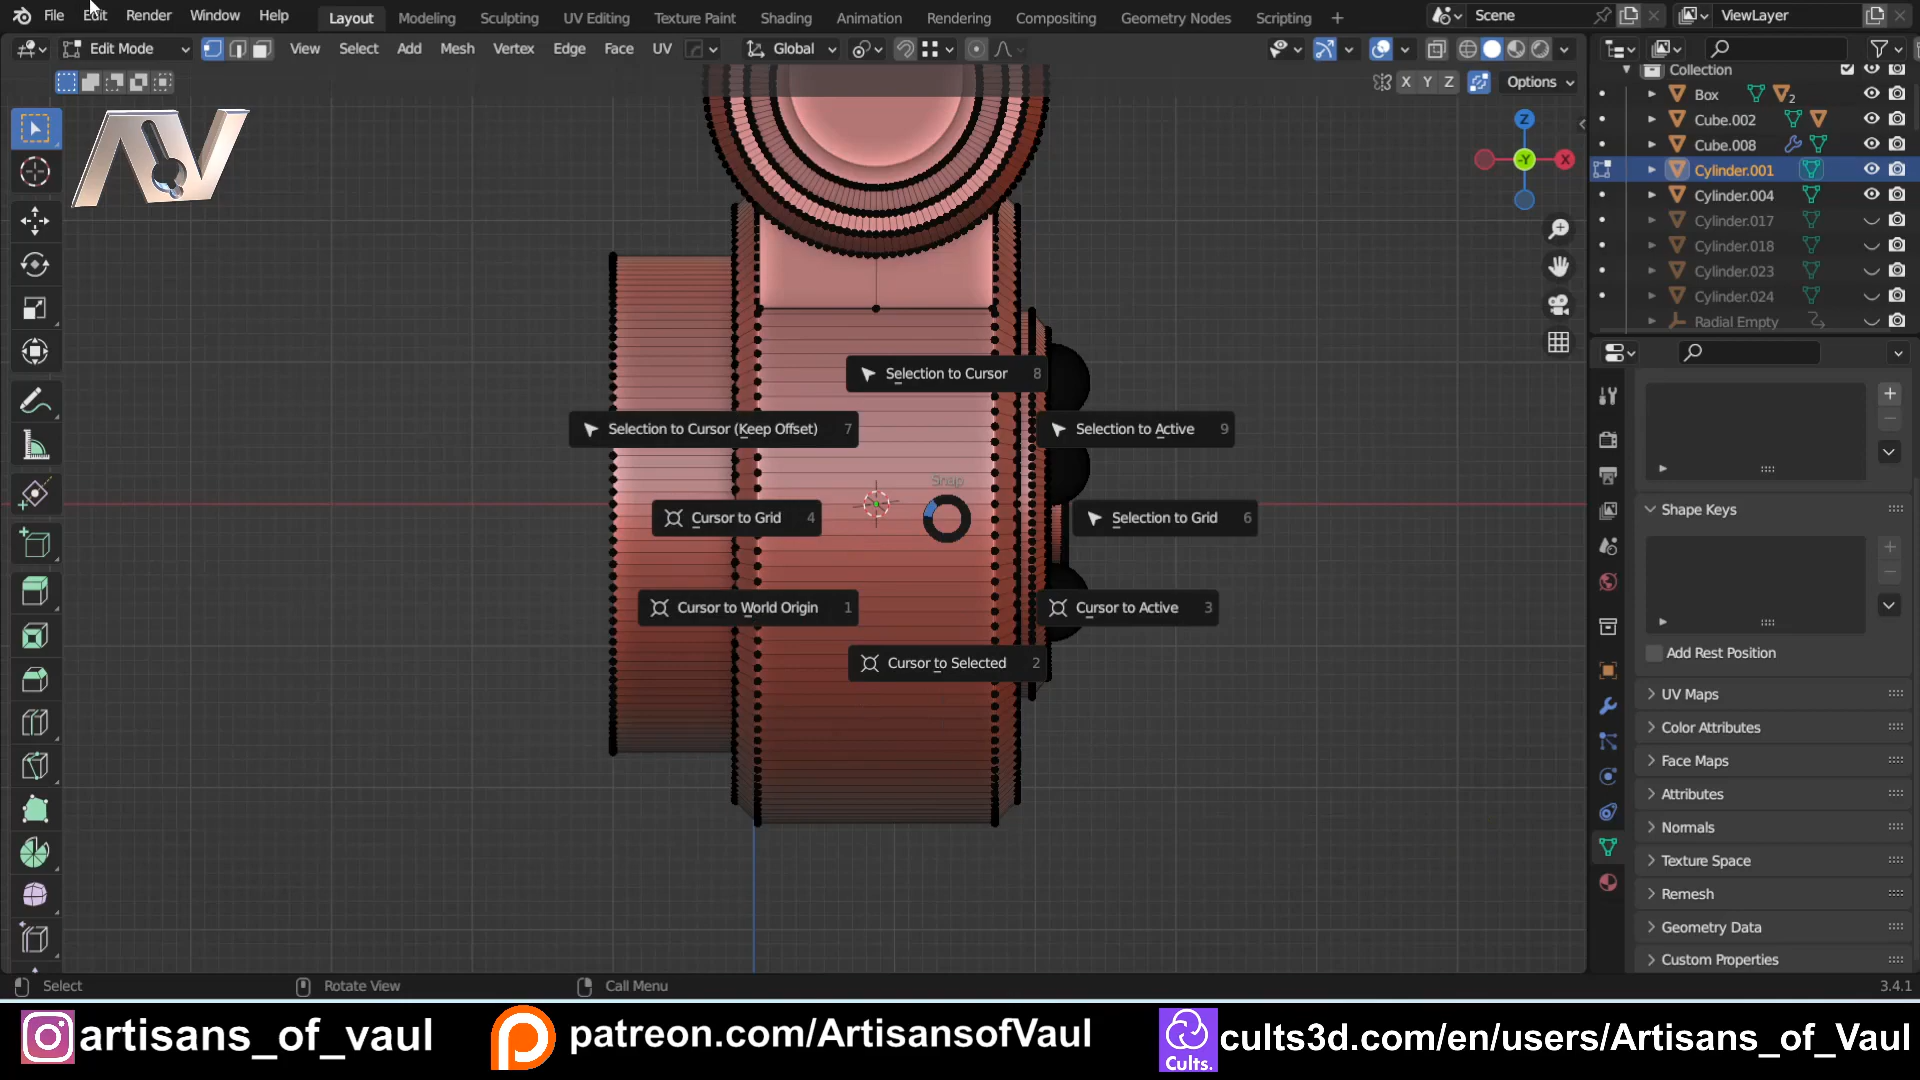 File Edit Render Window Help Layout Modeling Sculpting UV Editing Texture Paint Shading Animation Rendering Compositing Geometry Nodes Scripting + Scene ViewLayer
Edit Mode View Select Add Mesh Vertex Edge Face UV Global
X Y Z Options
AV
Z
-Y X
Collection
Box 2
Cube.002
Cube.008
Cylinder.001
Cylinder.004
Cylinder.017
Cylinder.018
Cylinder.023
Cylinder.024
Radial Empty
Selection to Cursor 8
Selection to Cursor (Keep Offset) 7
Selection to Active 9
Snap
Cursor to Grid 4
Selection to Grid 6
Cursor to World Origin 1
Cursor to Active 3
Cursor to Selected 2
Shape Keys
Add Rest Position
UV Maps
Color Attributes
Face Maps
Attributes
Normals
Texture Space
Remesh
Geometry Data
Custom Properties
Select Rotate View Call Menu 3.4.1
artisans_of_vaul patreon.com/ArtisansofVaul cults3d.com/en/users/Artisans_of_Vaul
Cults.